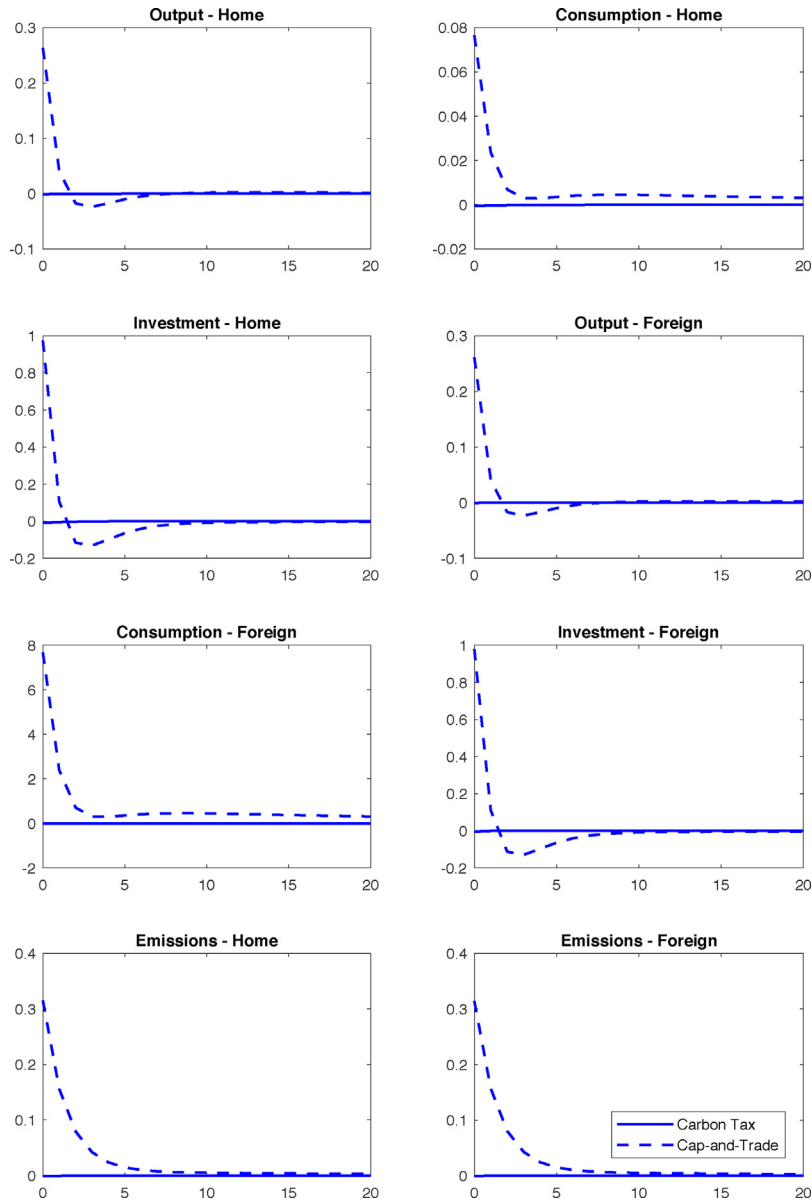 Output - Home
0.3
0.2
0.1
0
-0.1
0 5 10 15 20
Consumption - Home
0.08
0.06
0.04
0.02
0
-0.02
0 5 10 15 20
Investment - Home
1
0.8
0.6
0.4
0.2
0
-0.2
0 5 10 15 20
Output - Foreign
0.3
0.2
0.1
0
-0.1
0 5 10 15 20
Consumption - Foreign
8
6
4
2
0
-2
0 5 10 15 20
Investment - Foreign
1
0.8
0.6
0.4
0.2
0
-0.2
0 5 10 15 20
Emissions - Home
0.4
0.3
0.2
0.1
0
0 5 10 15 20
Emissions - Foreign
0.4
0.3
0.2
0.1
0
0 5 10 15 20
Carbon Tax
Cap-and-Trade